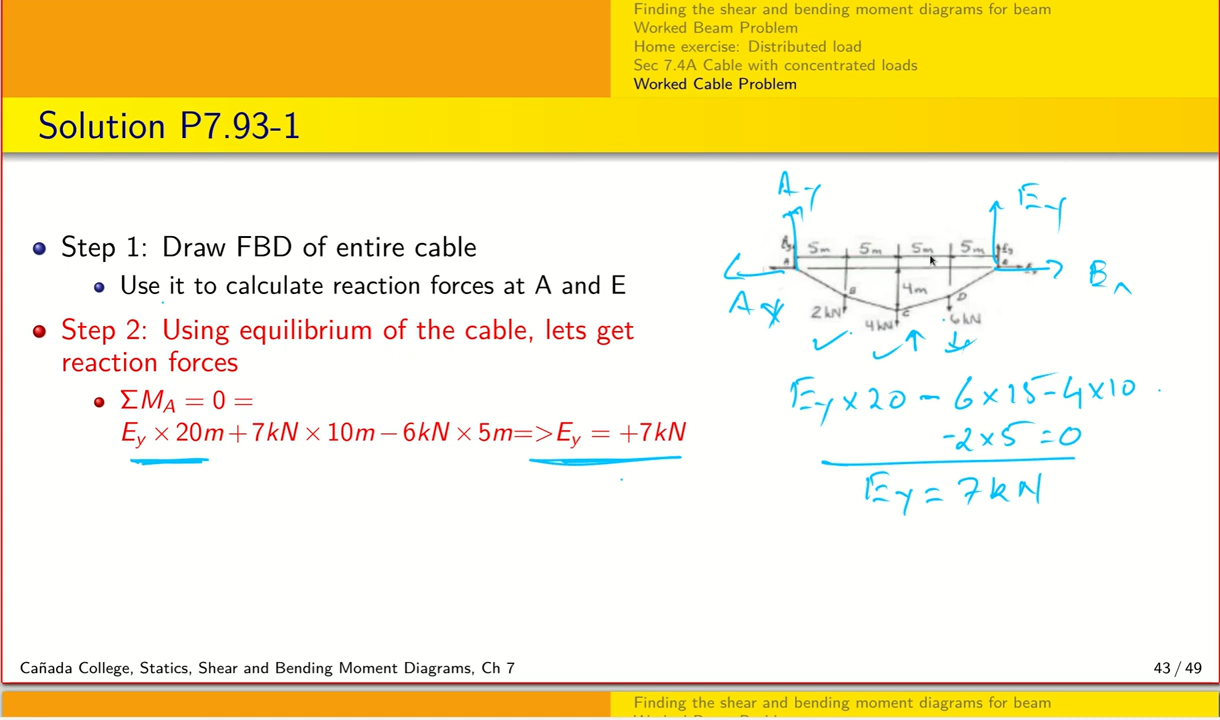 Finding the shear and bending moment diagrams for beam
Worked Beam Problem
Home exercise: Distributed load
Sec 7.4A Cable with concentrated loads
Worked Cable Problem
Solution P7.93-1
Step 1: Draw FBD of entire cable
Use it to calculate reaction forces at A and E
Step 2: Using equilibrium of the cable, lets get
reaction forces
ΣM_A = 0 =
E_y × 20m+7kN×10m−6kN×5m=>E_y = +7kN
Ay
Ey
5m 5m 5m 5m
Ax
4m
B
C
D
2kN
4kN
6kN
Ey × 20 - 6×15-4×10
-2×5=0
Ey = 7kN
Cañada College, Statics, Shear and Bending Moment Diagrams, Ch 7
43 / 49
Finding the shear and bending moment diagrams for beam